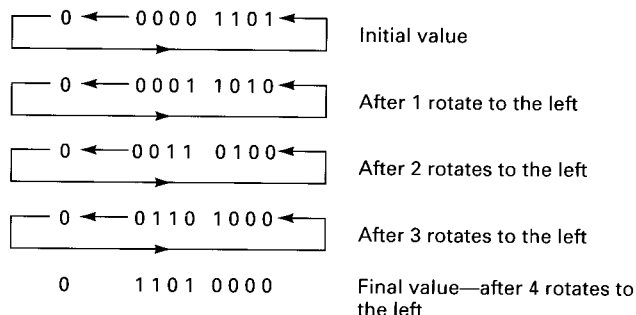 0 0000 1101 Initial value
0 0001 1010 After 1 rotate to the left
0 0011 0100 After 2 rotates to the left
0 0110 1000 After 3 rotates to the left
0 1101 0000 Final value—after 4 rotates to
the left